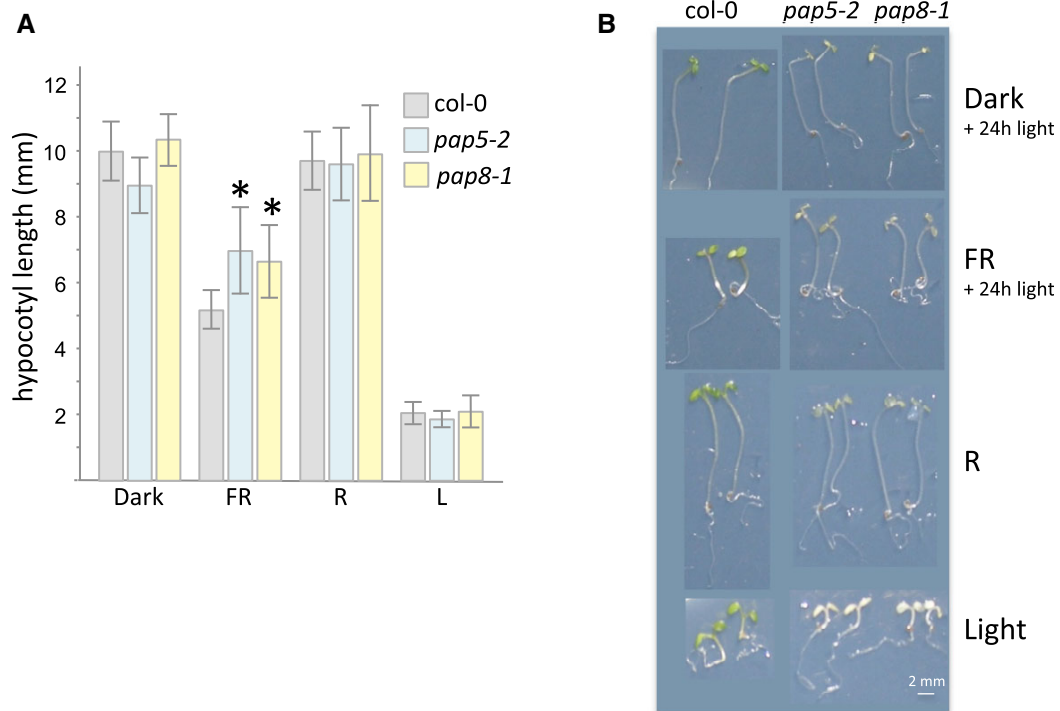 A
hypocotyl length (mm)
12
10
8
6
4
2
col-0
pap5-2
pap8-1
*
*
Dark
FR
R
L
B
col-0
pap5-2
pap8-1
Dark
+ 24h light
FR
+ 24h light
R
Light
2 mm